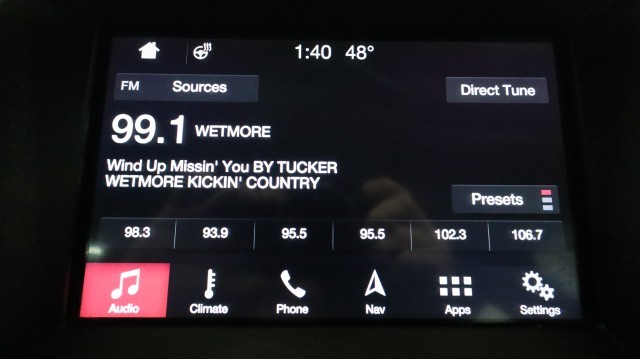 1:40 48°
FM Sources Direct Tune
99.1 WETMORE
Wind Up Missin' You BY TUCKER
WETMORE KICKIN' COUNTRY
Presets
98.3 93.9 95.5 95.5 102.3 106.7
Audio Climate Phone Nav Apps Settings